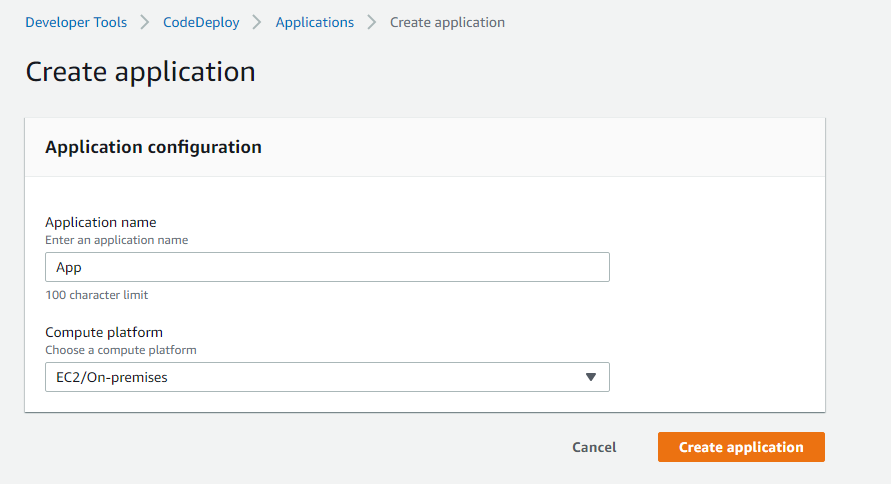 Developer Tools > CodeDeploy > Applications > Create application
Create application
Application configuration
Application name
Enter an application name
App
100 character limit
Compute platform
Choose a compute platform
EC2/On-premises
Cancel Create application